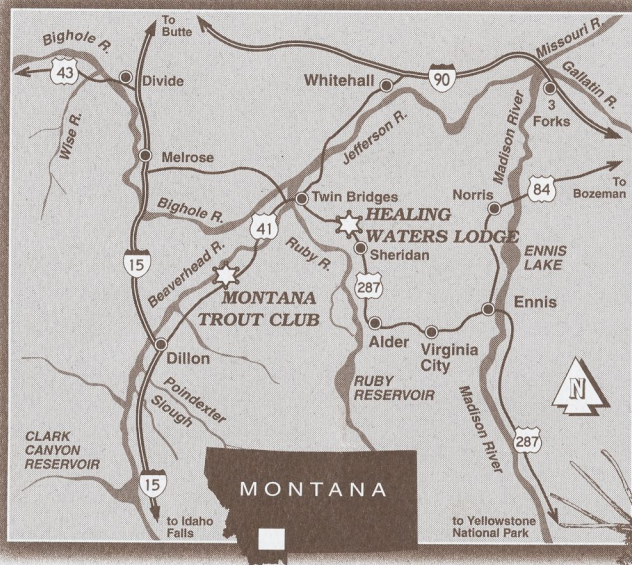 To
Butte
Bighole R.
43
Divide
Wise R.
Whitehall
90
Missouri R.
Gallatin R.
3
Forks
Madison River
Jefferson R.
Melrose
Bighole R.
Twin Bridges
Norris
84
To
Bozeman
HEALING
WATERS LODGE
41
Ruby R.
Sheridan
ENNIS
LAKE
15
Beaverhead R.
MONTANA
TROUT CLUB
287
Ennis
Alder
Virginia
City
Dillon
Poindexter
Slough
RUBY
RESERVOIR
Madison River
N
287
CLARK
CANYON
RESERVOIR
15
to Idaho
Falls
MONTANA
to Yellowstone
National Park